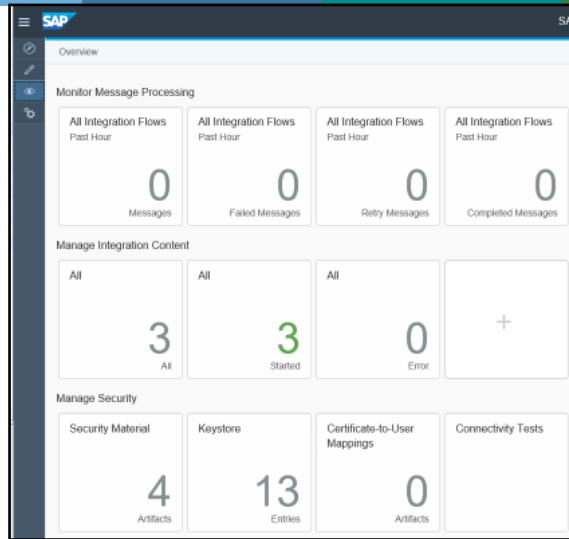 SAP
SA
Overview
Monitor Message Processing
All Integration Flows
Past Hour
0
Messages
All Integration Flows
Past Hour
0
Failed Messages
All Integration Flows
Past Hour
0
Retry Messages
All Integration Flows
Past Hour
0
Completed Messages
Manage Integration Content
All
3
All
All
3
Started
All
0
Error
+
Manage Security
Security Material
4
Artifacts
Keystore
13
Entries
Certificate-to-User
Mappings
0
Artifacts
Connectivity Tests